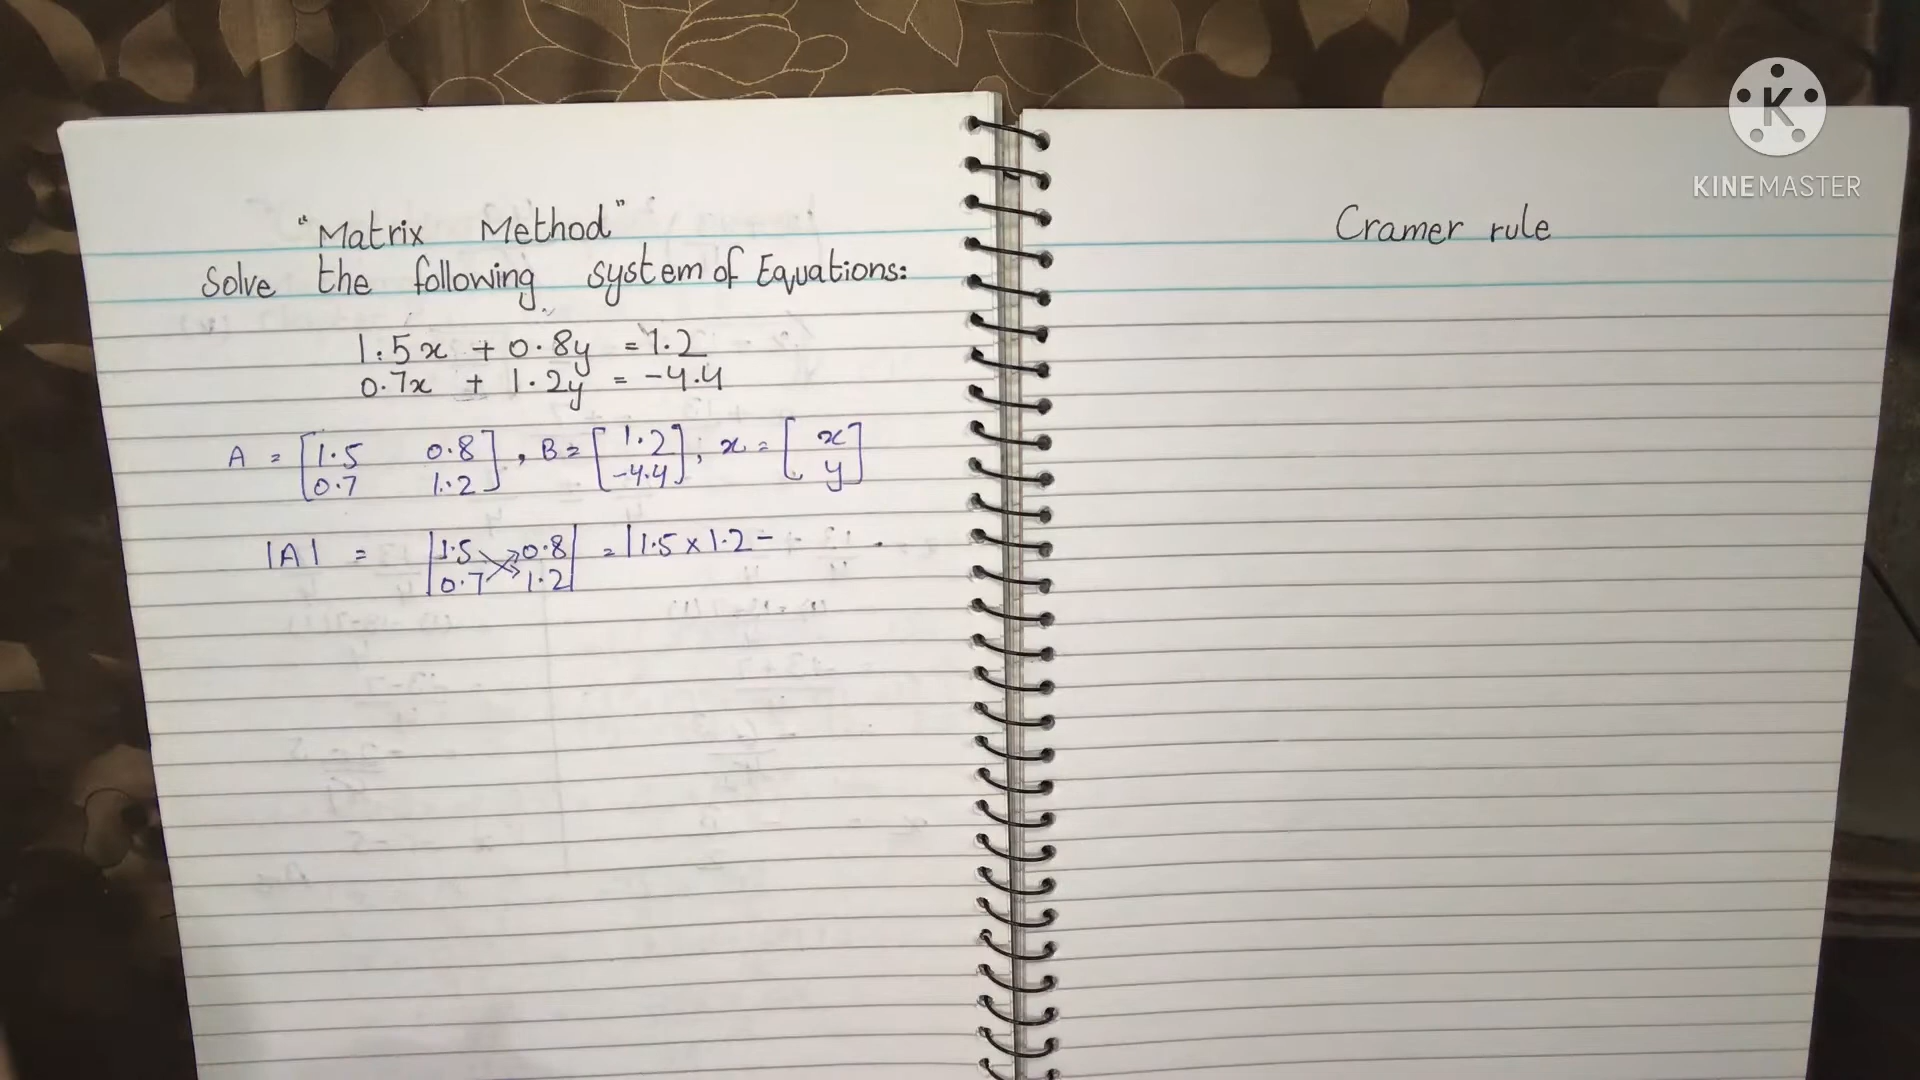 "Matrix Method"
Solve the following system of Equations:
1.5x + 0.8y = 1.2
0.7x + 1.2y = -4.4
A = [1.5 0.8
0.7 1.2], B = [1.2
-4.4]; x = [x
y]
|A| = |1.5 0.8
0.7 1.2| = |1.5 x 1.2 -
Cramer rule
K
KINEMASTER